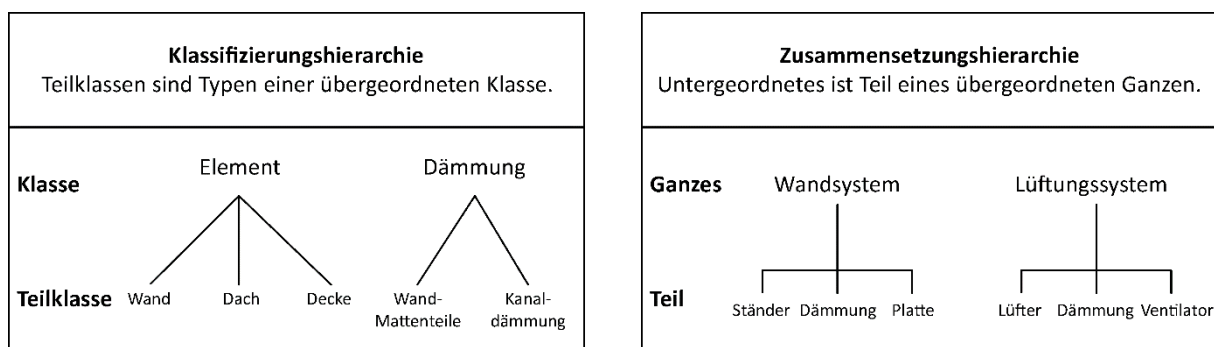 Klassifizierungshierarchie
Teilklassen sind Typen einer übergeordneten Klasse.
Klasse
Element
Dämmung
Teilklasse
Wand
Dach
Decke
Wand-
Mattenteile
Kanal-
dämmung
Zusammensetzungshierarchie
Untergeordnetes ist Teil eines übergeordneten Ganzen.
Ganzes
Wandsystem
Lüftungssystem
Teil
Ständer
Dämmung
Platte
Lüfter
Dämmung
Ventilator